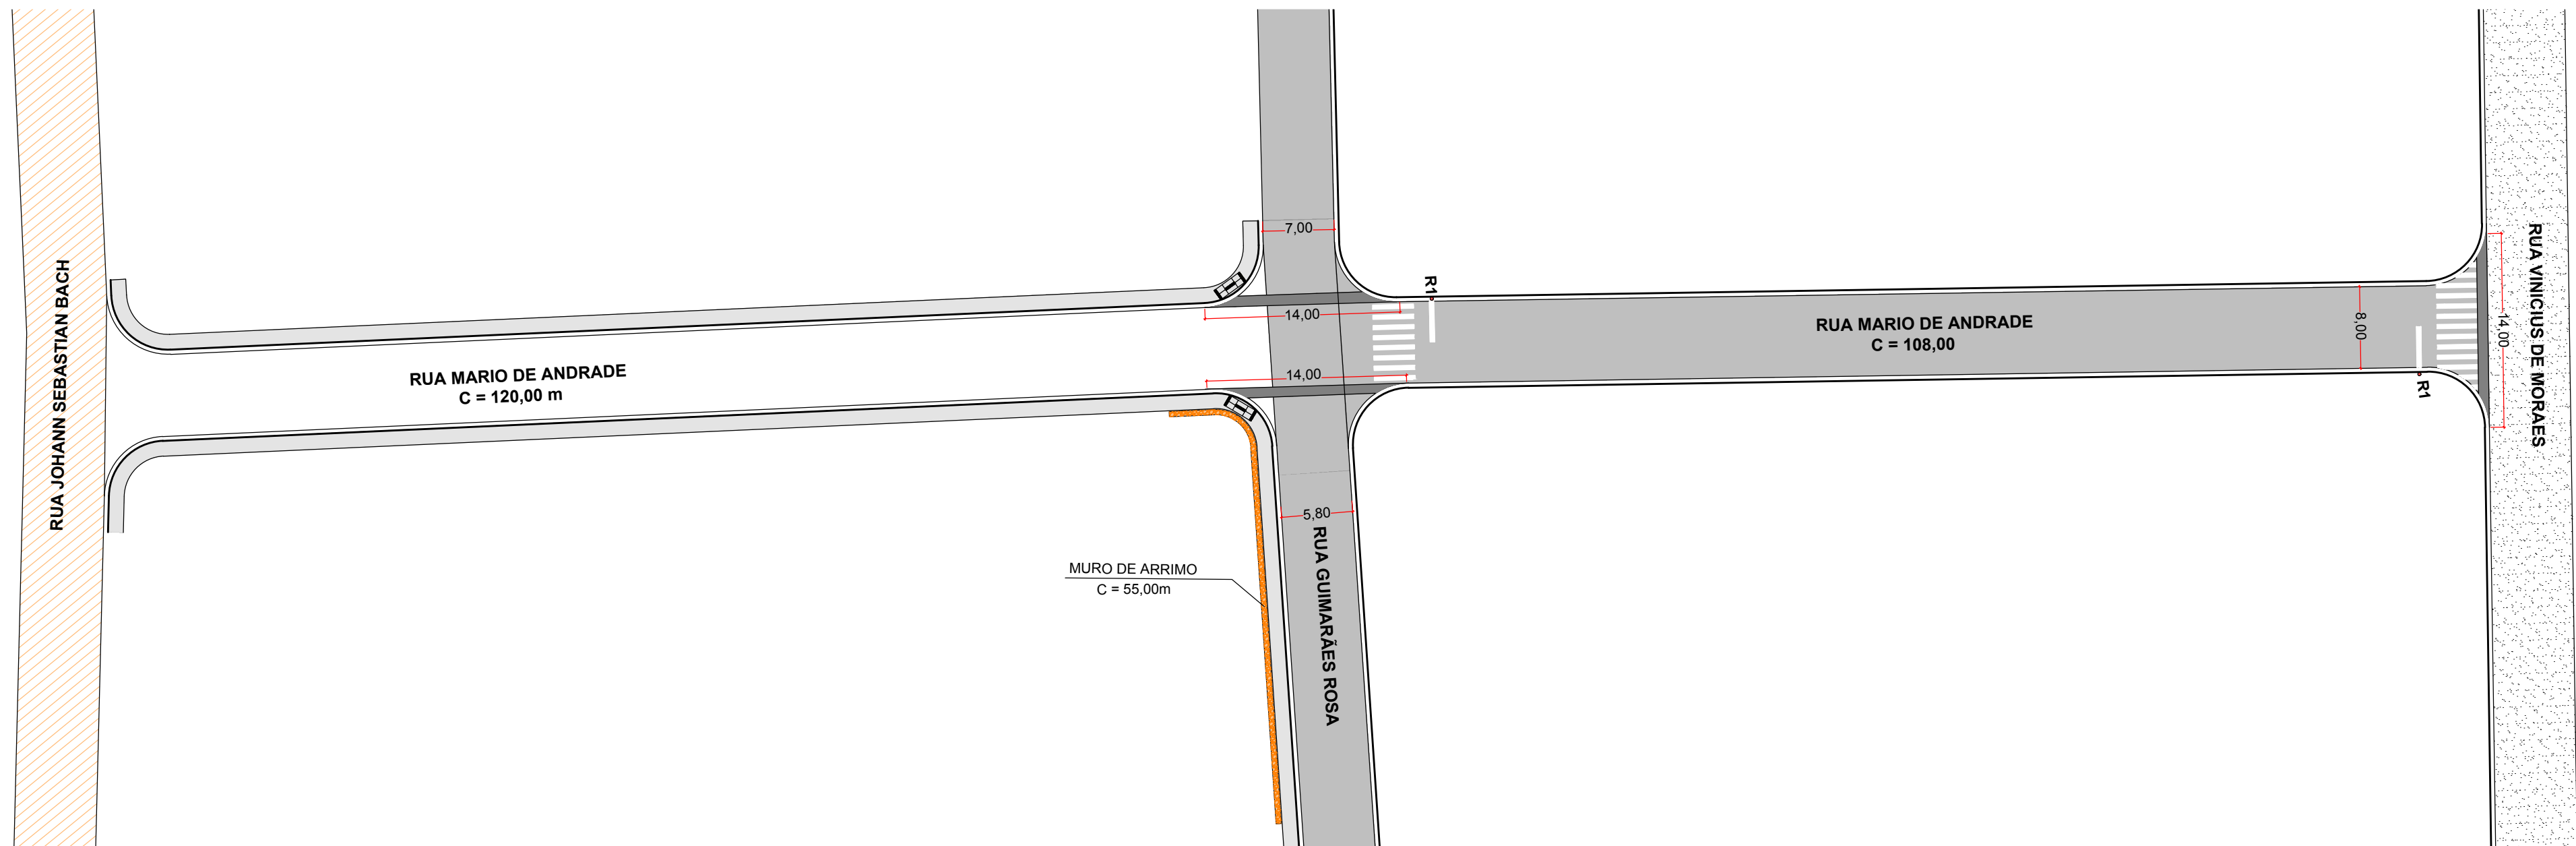 RUA JOHANN SEBASTIAN BACH
RUA MARIO DE ANDRADE
C = 120,00 m
7,00
14,00
14,00
5,80
RUA GUIMARÃES ROSA
MURO DE ARRIMO
C = 55,00m
R1
RUA MARIO DE ANDRADE
C = 108,00
8,00
R1
14,00
RUA VINICIUS DE MORAES